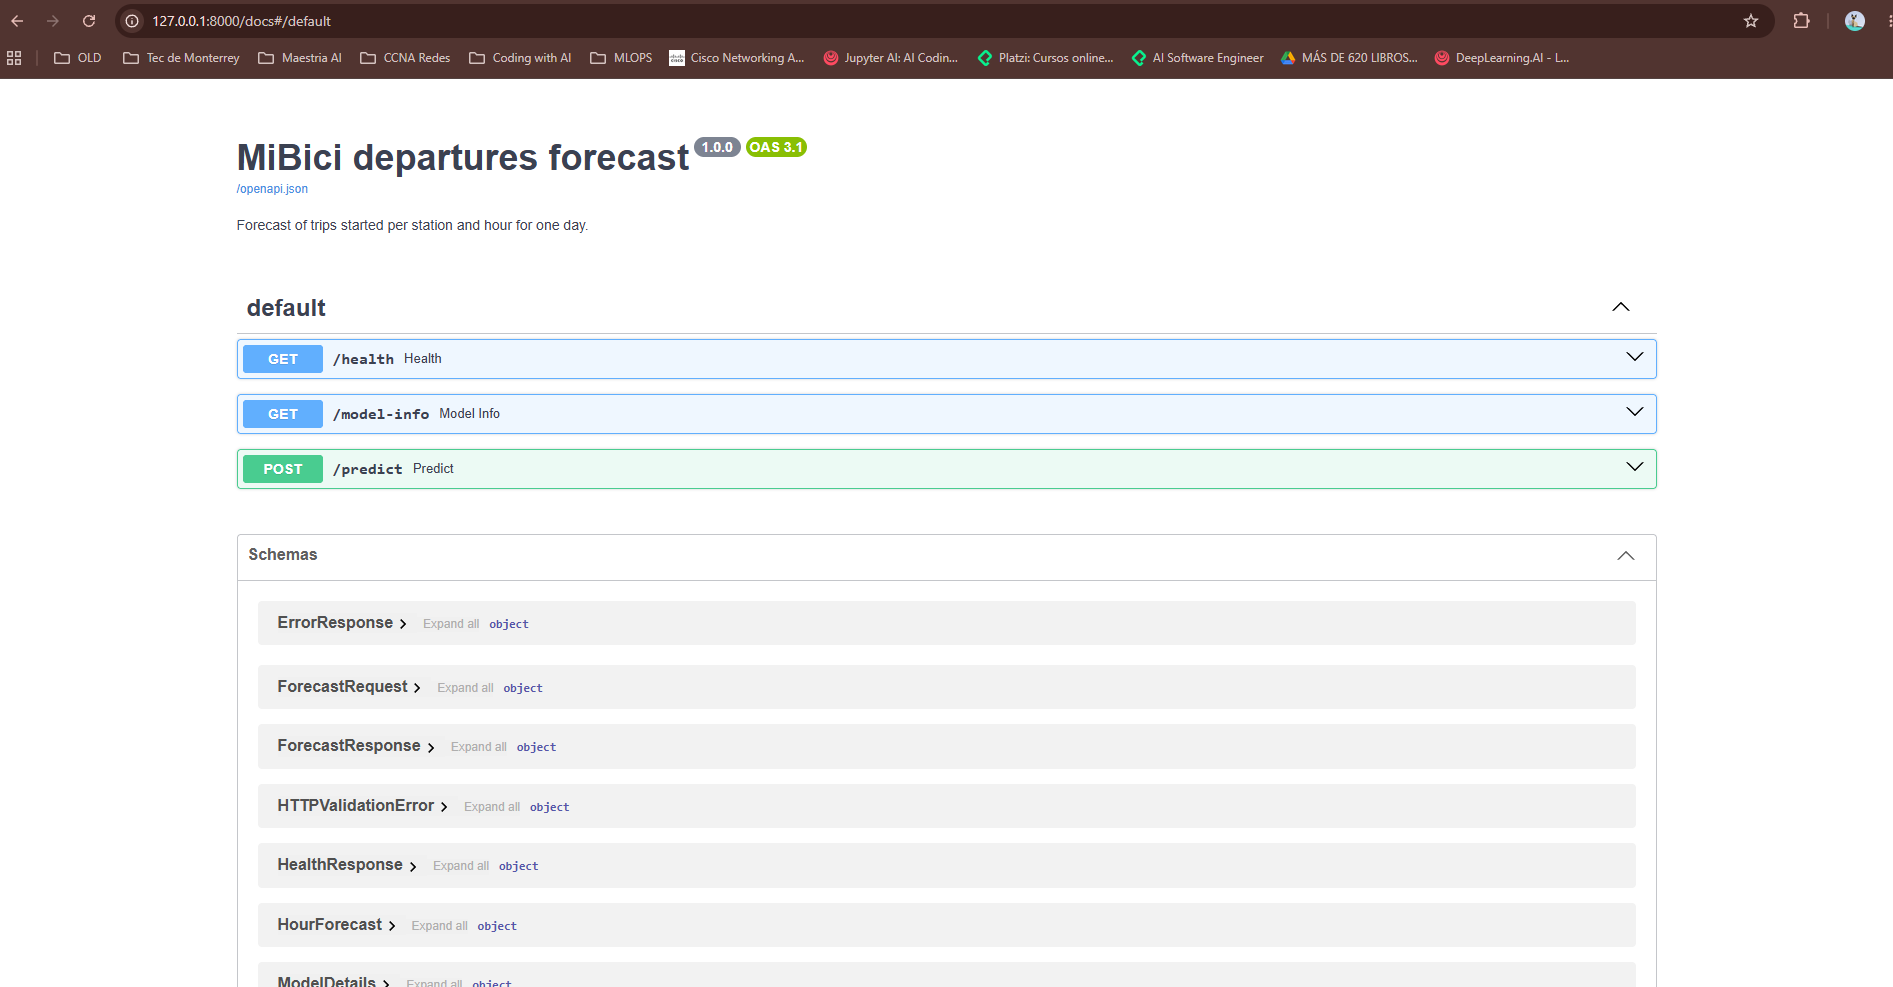 127.0.0.1:8000/docs#/default
OLD Tec de Monterrey Maestria AI CCNA Redes Coding with AI MLOPS Cisco Networking A... Jupyter AI: AI Codin... Platzi: Cursos online... AI Software Engineer MÁS DE 620 LIBROS... DeepLearning.AI - L...
MiBici departures forecast 1.0.0 OAS 3.1
/openapi.json
Forecast of trips started per station and hour for one day.
default
GET /health Health
GET /model-info Model Info
POST /predict Predict
Schemas
ErrorResponse Expand all object
ForecastRequest Expand all object
ForecastResponse Expand all object
HTTPValidationError Expand all object
HealthResponse Expand all object
HourForecast Expand all object
ModelDetails Expand all object